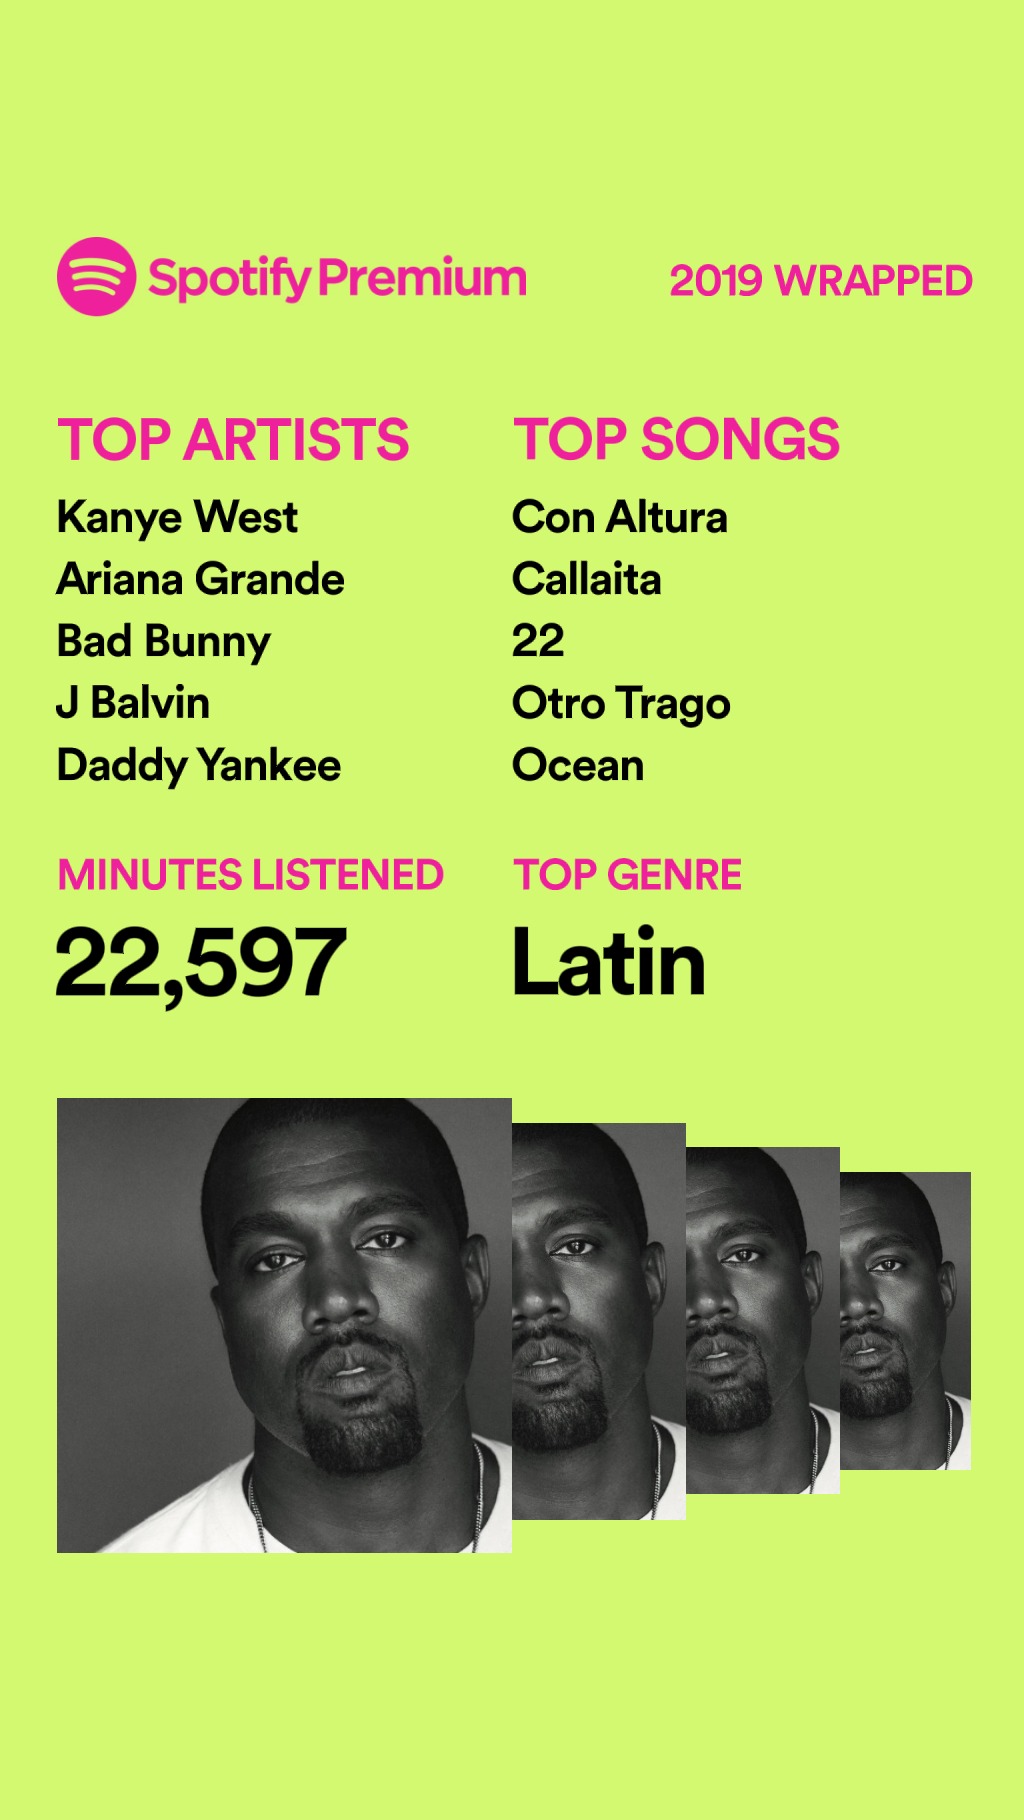 Spotify Premium
2019 WRAPPED
TOP ARTISTS
Kanye West
Ariana Grande
Bad Bunny
J Balvin
Daddy Yankee
TOP SONGS
Con Altura
Callaita
22
Otro Trago
Ocean
MINUTES LISTENED
22,597
TOP GENRE
Latin